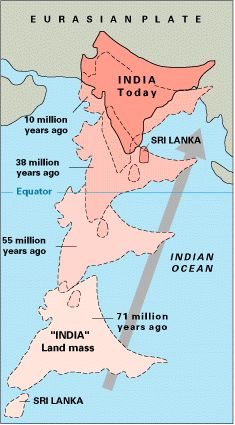 EURASIAN PLATE
INDIA
Today
10 million
years ago
SRI LANKA
38 million
years ago
Equator
55 million
years ago
INDIAN
OCEAN
71 million
years ago
"INDIA"
Land mass
SRI LANKA